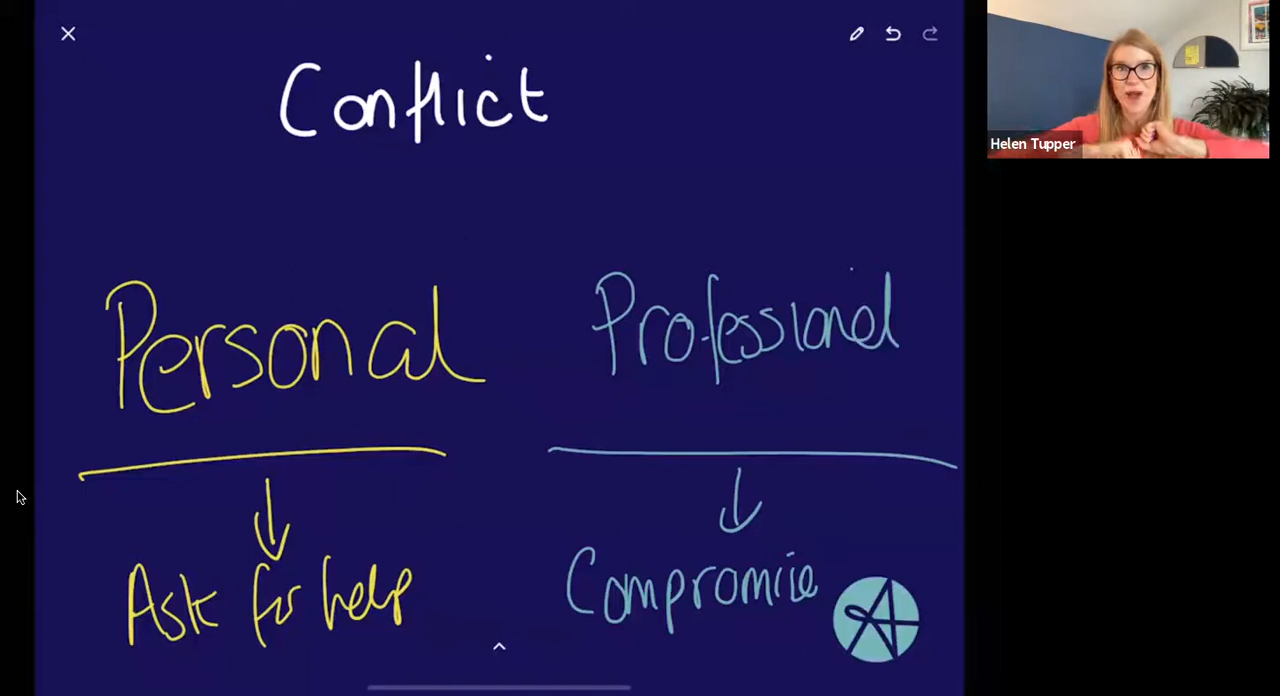 Conflict
Helen Tupper
Personal
Professional
Ask for help
Compromise